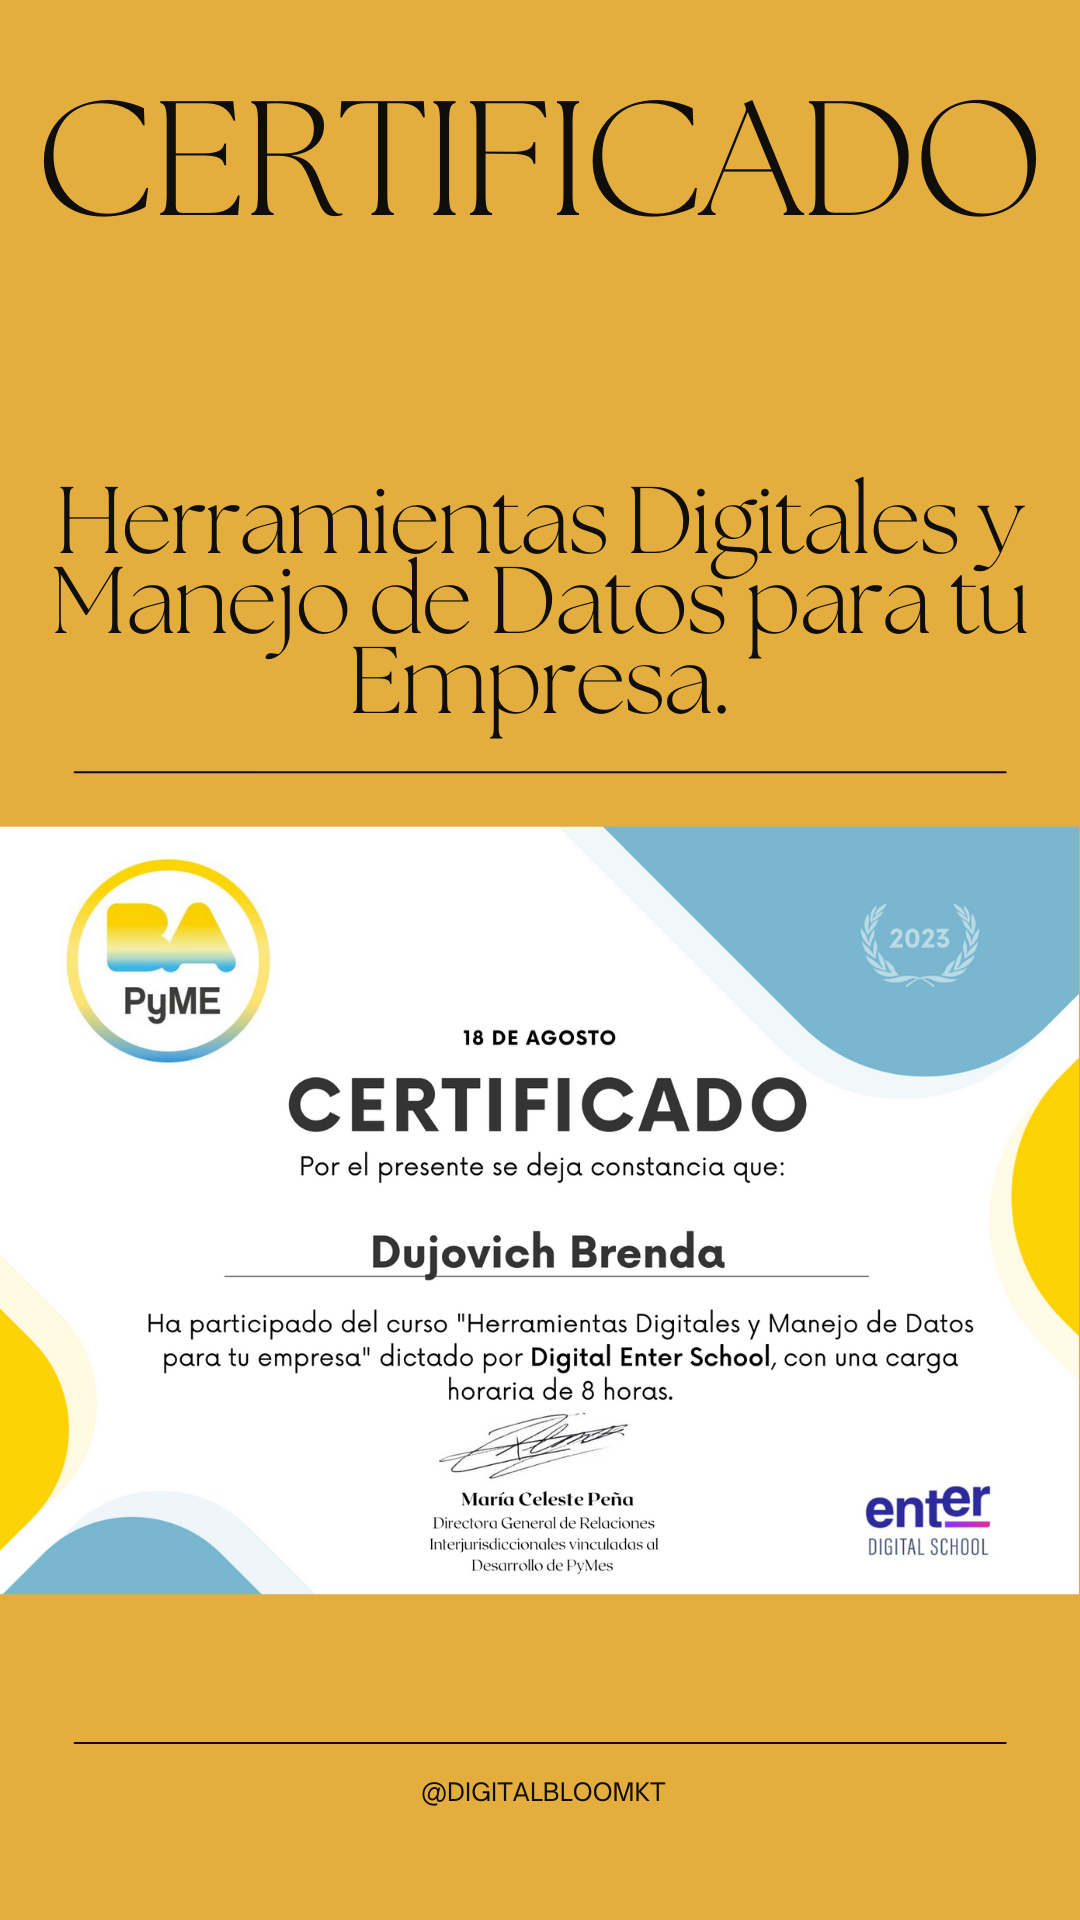 CERTIFICADO
Herramientas Digitales y
Manejo de Datos para tu
Empresa.
BA
PyME
2023
18 DE AGOSTO
CERTIFICADO
Por el presente se deja constancia que:
Dujovich Brenda
Ha participado del curso "Herramientas Digitales y Manejo de Datos
para tu empresa" dictado por Digital Enter School, con una carga
horaria de 8 horas.
María Celeste Peña
Directora General de Relaciones
Interjurisdiccionales vinculadas al
Desarrollo de PyMes
enter
DIGITAL SCHOOL
@DIGITALBLOOMKT